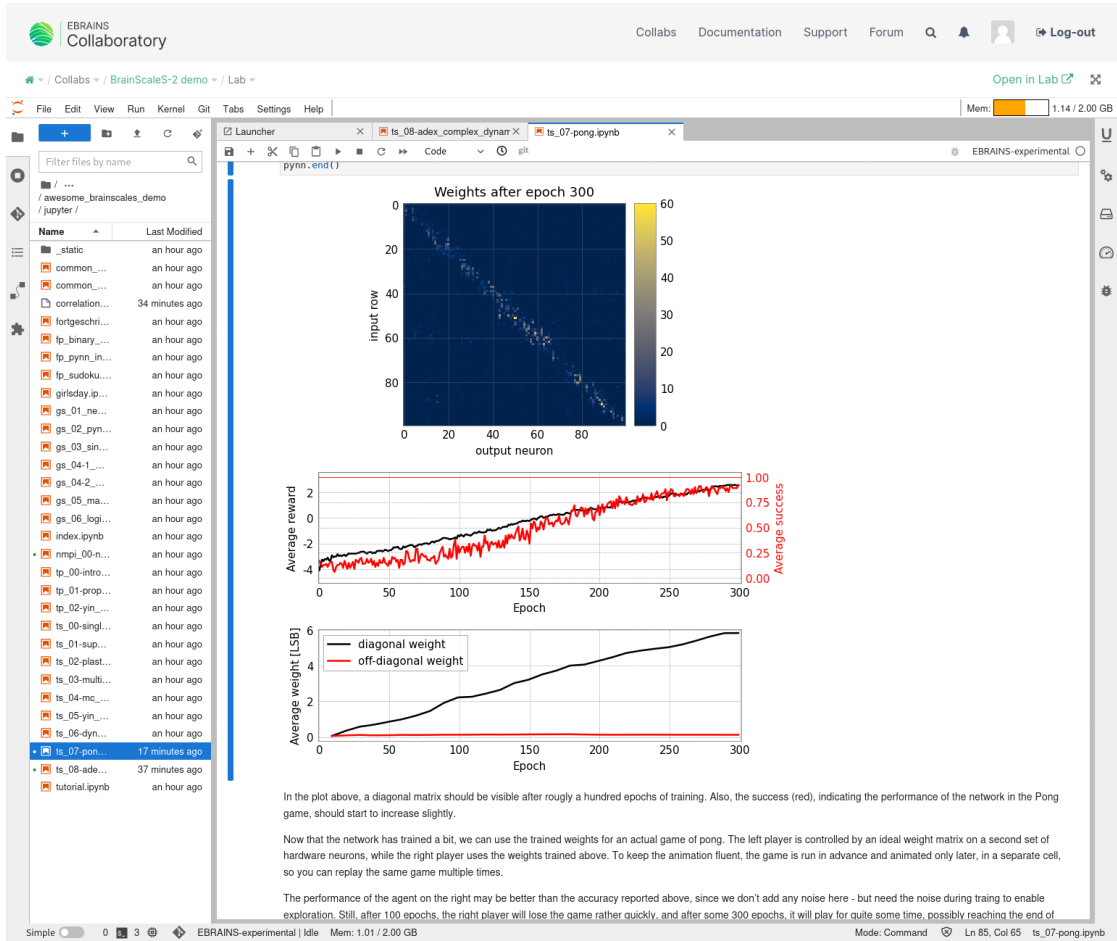 EBRAINS
Collaboratory
Collabs Documentation Support Forum Log-out
/ Collabs / BrainScaleS-2 demo / Lab
Open in Lab
File Edit View Run Kernel Git Tabs Settings Help
Mem: 1.14 / 2.00 GB
+
Filter files by name
/ ...
/ awesome_brainscales_demo
/ jupyter /
Name Last Modified
_static an hour ago
common_... an hour ago
common_... an hour ago
correlation... 34 minutes ago
fortgeschri... an hour ago
fp_binary_... an hour ago
fp_pynn_in... an hour ago
fp_sudoku.... an hour ago
girlsday.ip... an hour ago
gs_01_ne... an hour ago
gs_02_pyn... an hour ago
gs_03_sin... an hour ago
gs_04-1_... an hour ago
gs_04-2_... an hour ago
gs_05_ma... an hour ago
gs_06_logi... an hour ago
index.ipynb an hour ago
nmpi_00-n... an hour ago
tp_00-intro... an hour ago
tp_01-prop... an hour ago
tp_02-yin_... an hour ago
ts_00-singl... an hour ago
ts_01-sup... an hour ago
ts_02-plast... an hour ago
ts_03-multi... an hour ago
ts_04-mc_... an hour ago
ts_05-yin_... an hour ago
ts_06-dyn... an hour ago
ts_07-pon... 17 minutes ago
ts_08-ade... 37 minutes ago
tutorial.ipynb an hour ago
Launcher ts_08-adex_complex_dynam ts_07-pong.ipynb
Code git EBRAINS-experimental
pynn.end()
Weights after epoch 300
input row
0
20
40
60
80
0 20 40 60 80
output neuron
60
50
40
30
20
10
0
Average reward
2
0
-2
-4
1.00
0.75
0.50
0.25
0.00
Average success
0 50 100 150 200 250 300
Epoch
Average weight [LSB]
6
4
2
0
diagonal weight
off-diagonal weight
0 50 100 150 200 250 300
Epoch
In the plot above, a diagonal matrix should be visible after rougly a hundred epochs of training. Also, the success (red), indicating the performance of the network in the Pong
game, should start to increase slightly.
Now that the network has trained a bit, we can use the trained weights for an actual game of pong. The left player is controlled by an ideal weight matrix on a second set of
hardware neurons, while the right player uses the weights trained above. To keep the animation fluent, the game is run in advance and animated only later, in a separate cell,
so you can replay the same game multiple times.
The performance of the agent on the right may be better than the accuracy reported above, since we don't add any noise here - but need the noise during traing to enable
exploration. Still, after 100 epochs, the right player will lose the game rather quickly, and after some 300 epochs, it will play for quite some time, possibly reaching the end of
Simple 0 3 EBRAINS-experimental | Idle Mem: 1.01 / 2.00 GB Mode: Command Ln 85, Col 65 ts_07-pong.ipynb